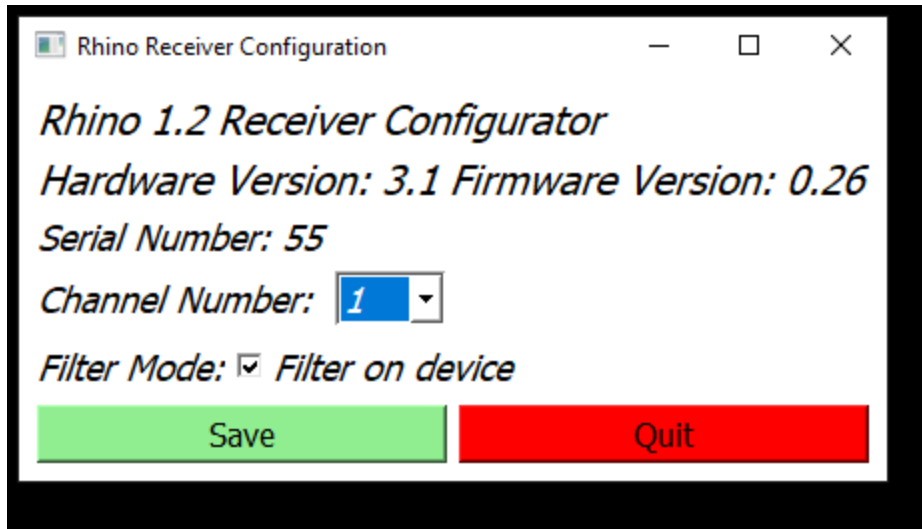 Rhino Receiver Configuration
Rhino 1.2 Receiver Configurator
Hardware Version: 3.1 Firmware Version: 0.26
Serial Number: 55
Channel Number: 1
Filter Mode: Filter on device
Save Quit